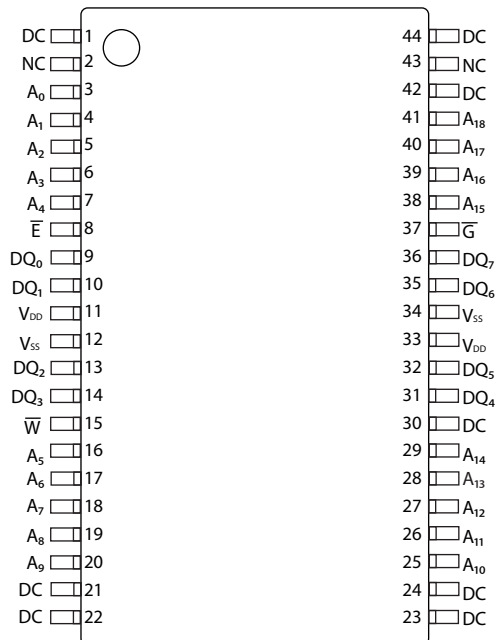 DC 1 44 DC
NC 2 43 NC
A₀ 3 42 DC
A₁ 4 41 A₁₈
A₂ 5 40 A₁₇
A₃ 6 39 A₁₆
A₄ 7 38 A₁₅
E̅ 8 37 G̅
DQ₀ 9 36 DQ₇
DQ₁ 10 35 DQ₆
V_DD 11 34 V_SS
V_SS 12 33 V_DD
DQ₂ 13 32 DQ₅
DQ₃ 14 31 DQ₄
W̅ 15 30 DC
A₅ 16 29 A₁₄
A₆ 17 28 A₁₃
A₇ 18 27 A₁₂
A₈ 19 26 A₁₁
A₉ 20 25 A₁₀
DC 21 24 DC
DC 22 23 DC